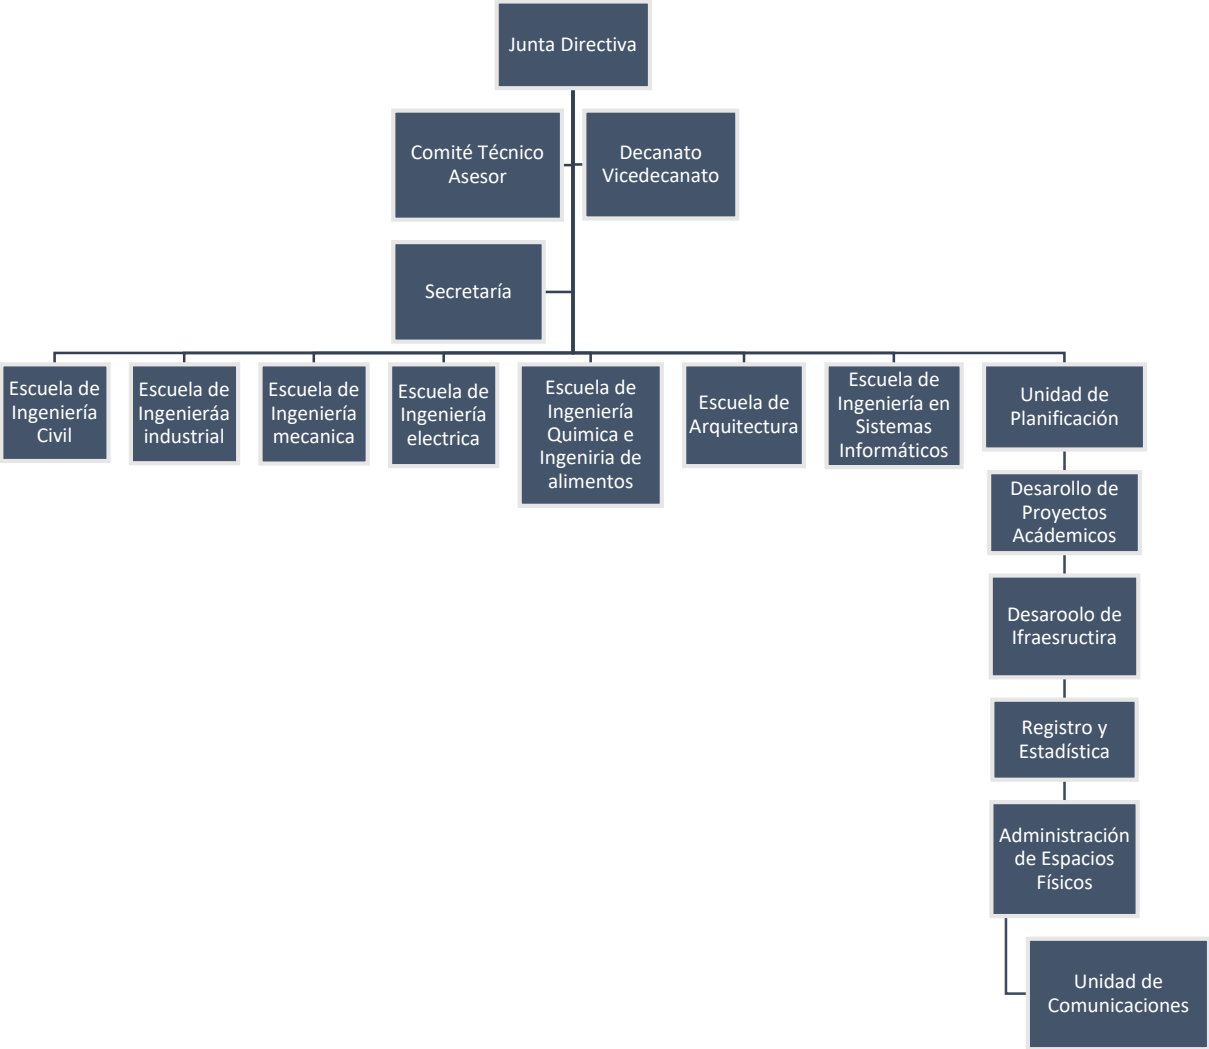 Junta Directiva
Comité Técnico
Asesor
Decanato
Vicedecanato
Secretaría
Escuela de
Ingeniería
Civil
Escuela de
Ingenieráa
industrial
Escuela de
Ingeniería
mecanica
Escuela de
Ingeniería
electrica
Escuela de
Ingeniería
Quimica e
Ingeniria de
alimentos
Escuela de
Arquitectura
Escuela de
Ingeniería en
Sistemas
Informáticos
Unidad de
Planificación
Desarollo de
Proyectos
Acádemicos
Desaroolo de
Ifraesructira
Registro y
Estadística
Administración
de Espacios
Físicos
Unidad de
Comunicaciones